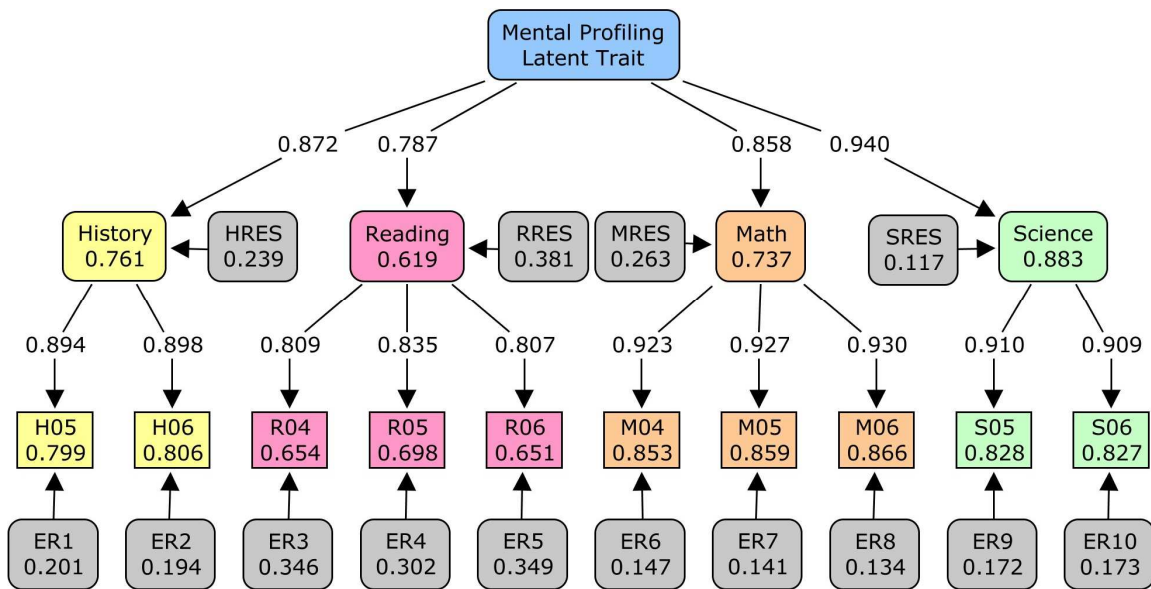 Mental Profiling
Latent Trait
0.872
0.787
0.858
0.940
History
0.761
HRES
0.239
Reading
0.619
RRES
0.381
MRES
0.263
Math
0.737
SRES
0.117
Science
0.883
0.894
0.898
0.809
0.835
0.807
0.923
0.927
0.930
0.910
0.909
H05
0.799
H06
0.806
R04
0.654
R05
0.698
R06
0.651
M04
0.853
M05
0.859
M06
0.866
S05
0.828
S06
0.827
ER1
0.201
ER2
0.194
ER3
0.346
ER4
0.302
ER5
0.349
ER6
0.147
ER7
0.141
ER8
0.134
ER9
0.172
ER10
0.173